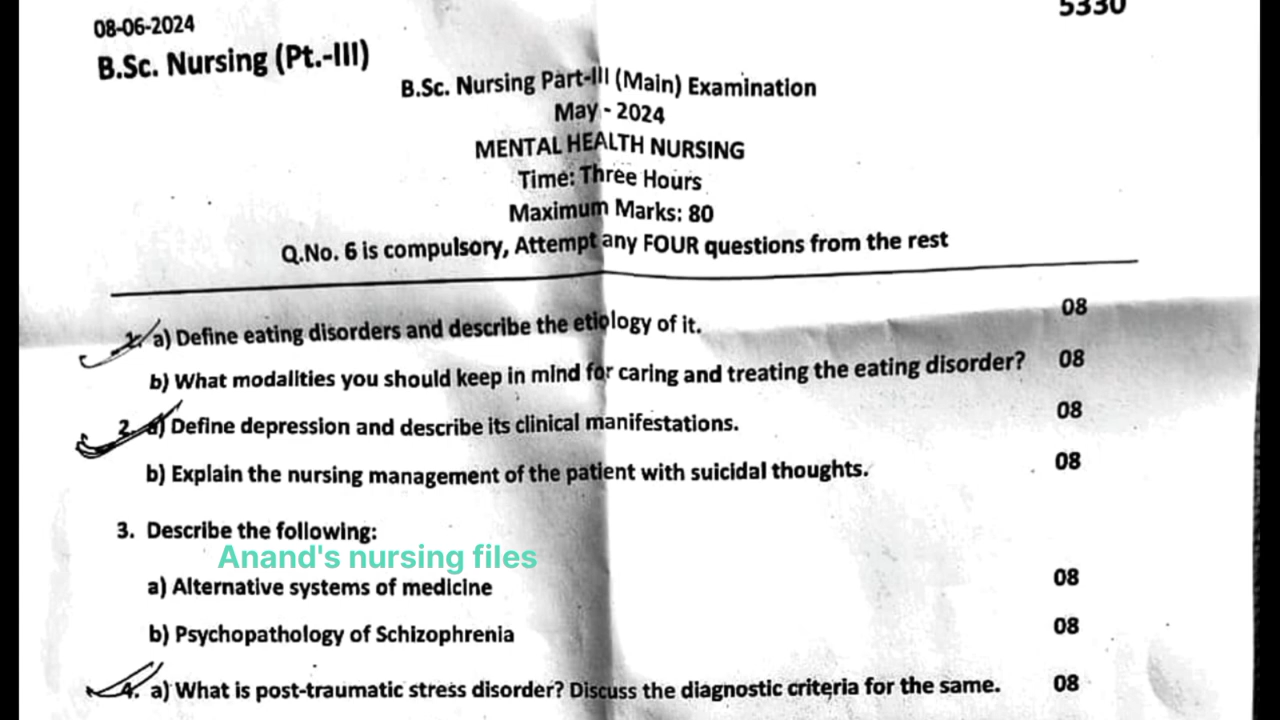 5330
08-06-2024
B.Sc. Nursing (Pt.-III)
B.Sc. Nursing Part-III (Main) Examination
May - 2024
MENTAL HEALTH NURSING
Time: Three Hours
Maximum Marks: 80
Q.No. 6 is compulsory, Attempt any FOUR questions from the rest
1. a) Define eating disorders and describe the etiology of it. 08
b) What modalities you should keep in mind for caring and treating the eating disorder? 08
2. a) Define depression and describe its clinical manifestations. 08
b) Explain the nursing management of the patient with suicidal thoughts. 08
3. Describe the following:
Anand's nursing files
a) Alternative systems of medicine 08
b) Psychopathology of Schizophrenia 08
4. a) What is post-traumatic stress disorder? Discuss the diagnostic criteria for the same. 08